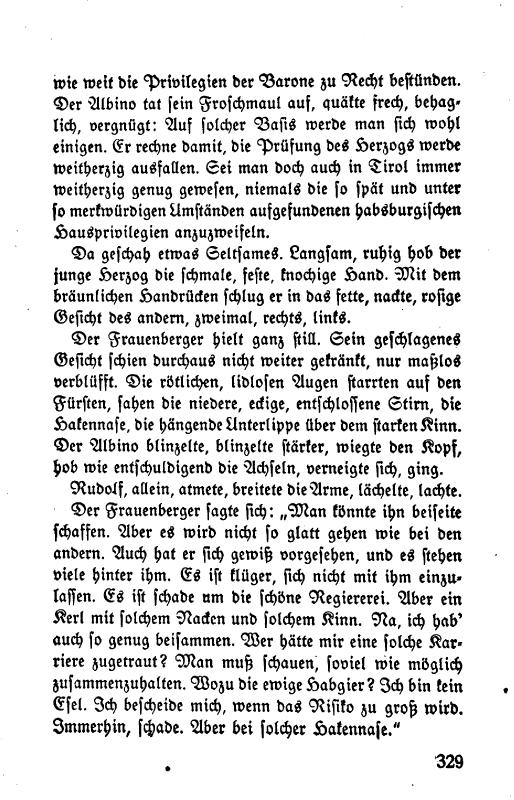 wie weit die Privilegien der Barone zu Recht bestünden.
Der Albino tat sein Froschmaul auf, quäkte frech, behag-
lich, vergnügt: Auf solcher Basis werde man sich wohl
einigen. Er rechne damit, die Prüfung des Herzogs werde
weitherzig ausfallen. Sei man doch auch in Tirol immer
weitherzig genug gewesen, niemals die so spät und unter
so merkwürdigen Umständen aufgefundenen habsburgischen
Hausprivilegien anzuzweifeln.
Da geschah etwas Seltsames. Langsam, ruhig hob der
junge Herzog die schmale, feste, knochige Hand. Mit dem
bräunlichen Handrücken schlug er in das fette, nackte, rosige
Gesicht des andern, zweimal, rechts, links.
Der Frauenberger hielt ganz still. Sein geschlagenes
Gesicht schien durchaus nicht weiter gekränkt, nur maßlos
verblüfft. Die rötlichen, lidlosen Augen starrten auf den
Fürsten, sahen die niedere, eckige, entschlossene Stirn, die
Hakennase, die hängende Unterlippe über dem starken Kinn.
Der Albino blinzelte, blinzelte stärker, wiegte den Kopf,
hob wie entschuldigend die Achseln, verneigte sich, ging.
Rudolf, allein, atmete, breitete die Arme, lächelte, lachte.
Der Frauenberger sagte sich: „Man könnte ihn beiseite
schaffen. Aber es wird nicht so glatt gehen wie bei den
andern. Auch hat er sich gewiß vorgesehen, und es stehen
viele hinter ihm. Es ist klüger, sich nicht mit ihm einzu-
lassen. Es ist schade um die schöne Regiererei. Aber ein
Kerl mit solchem Nacken und solchem Kinn. Na, ich hab'
auch so genug beisammen. Wer hätte mir eine solche Kar-
riere zugetraut? Man muß schauen, soviel wie möglich
zusammenzuhalten. Wozu die ewige Habgier? Ich bin kein
Esel. Ich bescheide mich, wenn das Risiko zu groß wird.
Immerhin, schade. Aber bei solcher Hakennase.“
329